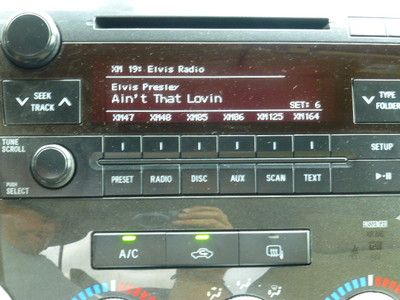 XM 19: Elvis Radio
Elvis Presley
Ain't That Lovin
SET: 6
XM47 XM48 XM85 XM86 XM125 XM164
SEEK
TRACK
TYPE
FOLDER
TUNE
SCROLL
PUSH
SELECT
SETUP
PRESET RADIO DISC AUX SCAN TEXT
A/C